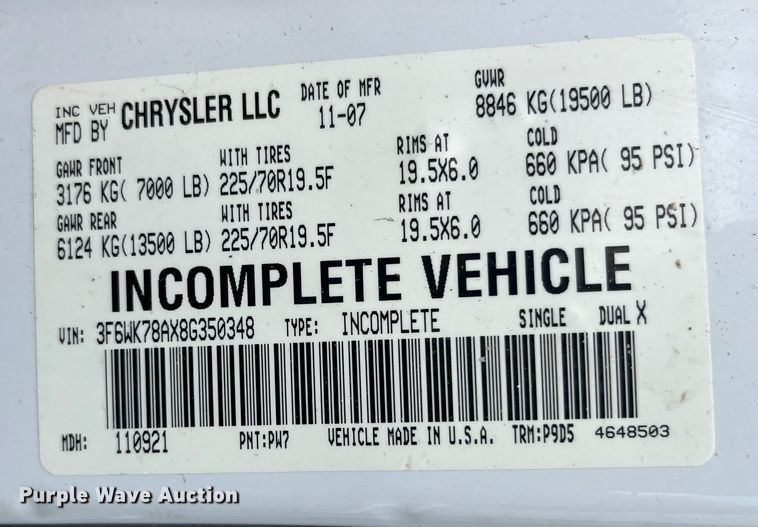 INC VEH MFD BY CHRYSLER LLC DATE OF MFR 11-07 GVWR 8846 KG(19500 LB)
GAWR FRONT WITH TIRES RIMS AT COLD
3176 KG( 7000 LB) 225/70R19.5F 19.5X6.0 660 KPA( 95 PSI)
GAWR REAR WITH TIRES RIMS AT COLD
6124 KG(13500 LB) 225/70R19.5F 19.5X6.0 660 KPA( 95 PSI)
INCOMPLETE VEHICLE
VIN: 3F6WK78AX8G350348 TYPE: INCOMPLETE SINGLE DUAL X
MDH: 110921 PNT:PW7 VEHICLE MADE IN U.S.A. TRM:P9D5 4648503
Purple Wave Auction